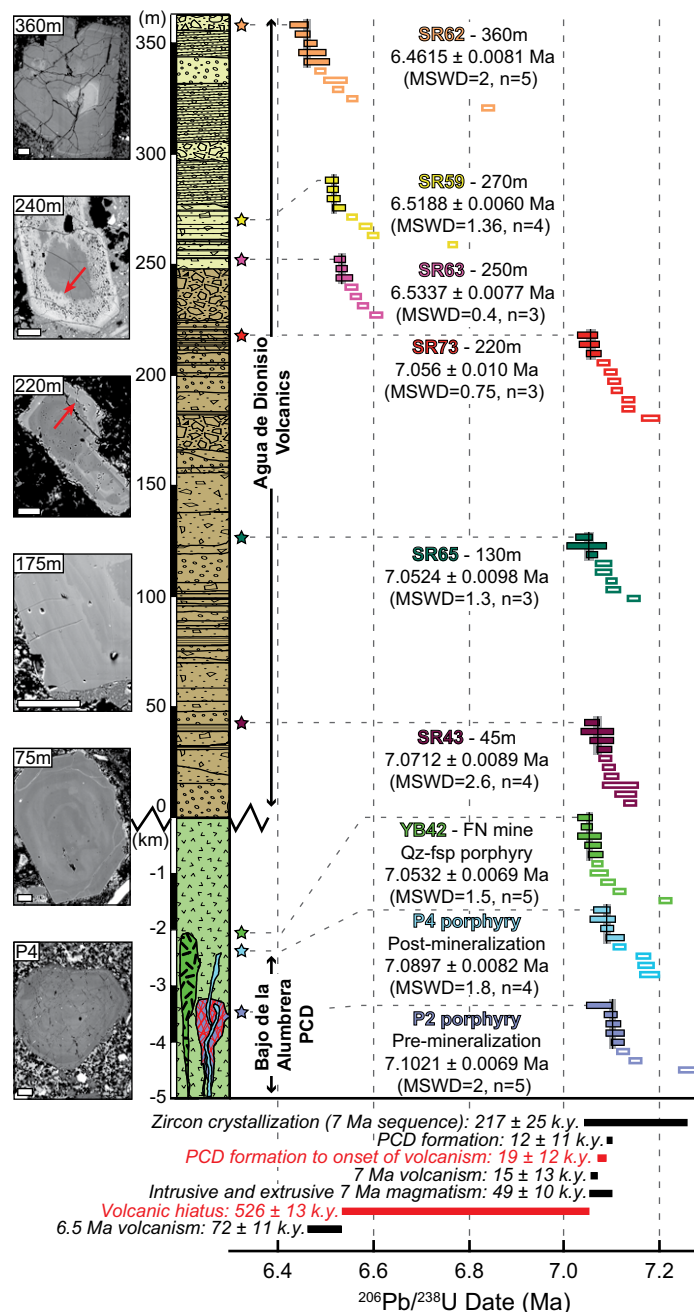 360m
240m
220m
175m
75m
P4
(m)
350
300
250
200
150
100
50
0
(km)
-1
-2
-3
-4
-5
Agua de Dionisio
Volcanics
Bajo de la
Alumbrera
PCD
SR62 - 360m
6.4615 ± 0.0081 Ma
(MSWD=2, n=5)
SR59 - 270m
6.5188 ± 0.0060 Ma
(MSWD=1.36, n=4)
SR63 - 250m
6.5337 ± 0.0077 Ma
(MSWD=0.4, n=3)
SR73 - 220m
7.056 ± 0.010 Ma
(MSWD=0.75, n=3)
SR65 - 130m
7.0524 ± 0.0098 Ma
(MSWD=1.3, n=3)
SR43 - 45m
7.0712 ± 0.0089 Ma
(MSWD=2.6, n=4)
YB42 - FN mine
Qz-fsp porphyry
7.0532 ± 0.0069 Ma
(MSWD=1.5, n=5)
P4 porphyry
Post-mineralization
7.0897 ± 0.0082 Ma
(MSWD=1.8, n=4)
P2 porphyry
Pre-mineralization
7.1021 ± 0.0069 Ma
(MSWD=2, n=5)
Zircon crystallization (7 Ma sequence): 217 ± 25 k.y.
PCD formation: 12 ± 11 k.y.
PCD formation to onset of volcanism: 19 ± 12 k.y.
7 Ma volcanism: 15 ± 13 k.y.
Intrusive and extrusive 7 Ma magmatism: 49 ± 10 k.y.
Volcanic hiatus: 526 ± 13 k.y.
6.5 Ma volcanism: 72 ± 11 k.y.
6.4 6.6 6.8 7.0 7.2
²⁰⁶Pb/²³⁸U Date (Ma)